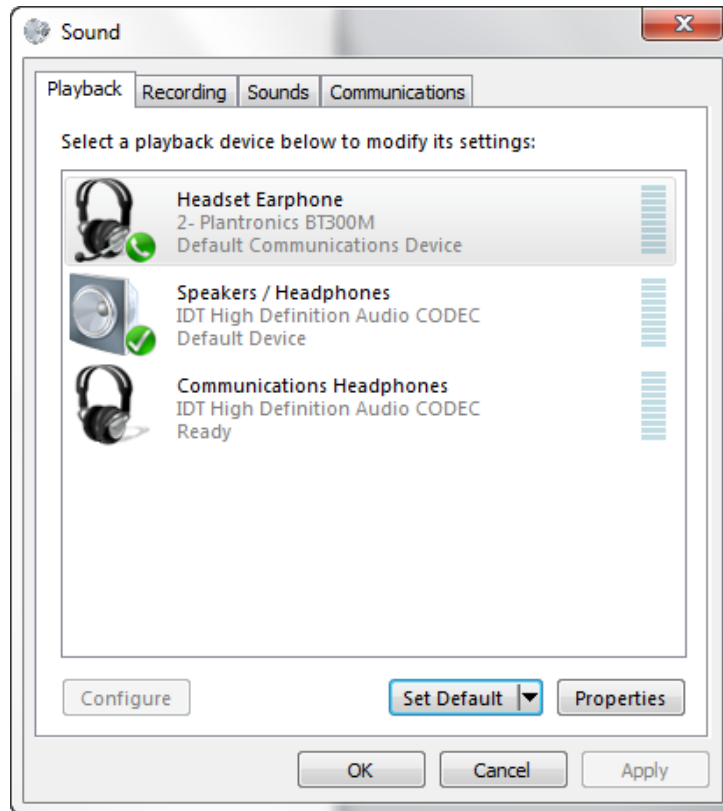 Sound
Playback Recording Sounds Communications
Select a playback device below to modify its settings:
Headset Earphone
2- Plantronics BT300M
Default Communications Device
Speakers / Headphones
IDT High Definition Audio CODEC
Default Device
Communications Headphones
IDT High Definition Audio CODEC
Ready
Configure Set Default Properties
OK Cancel Apply